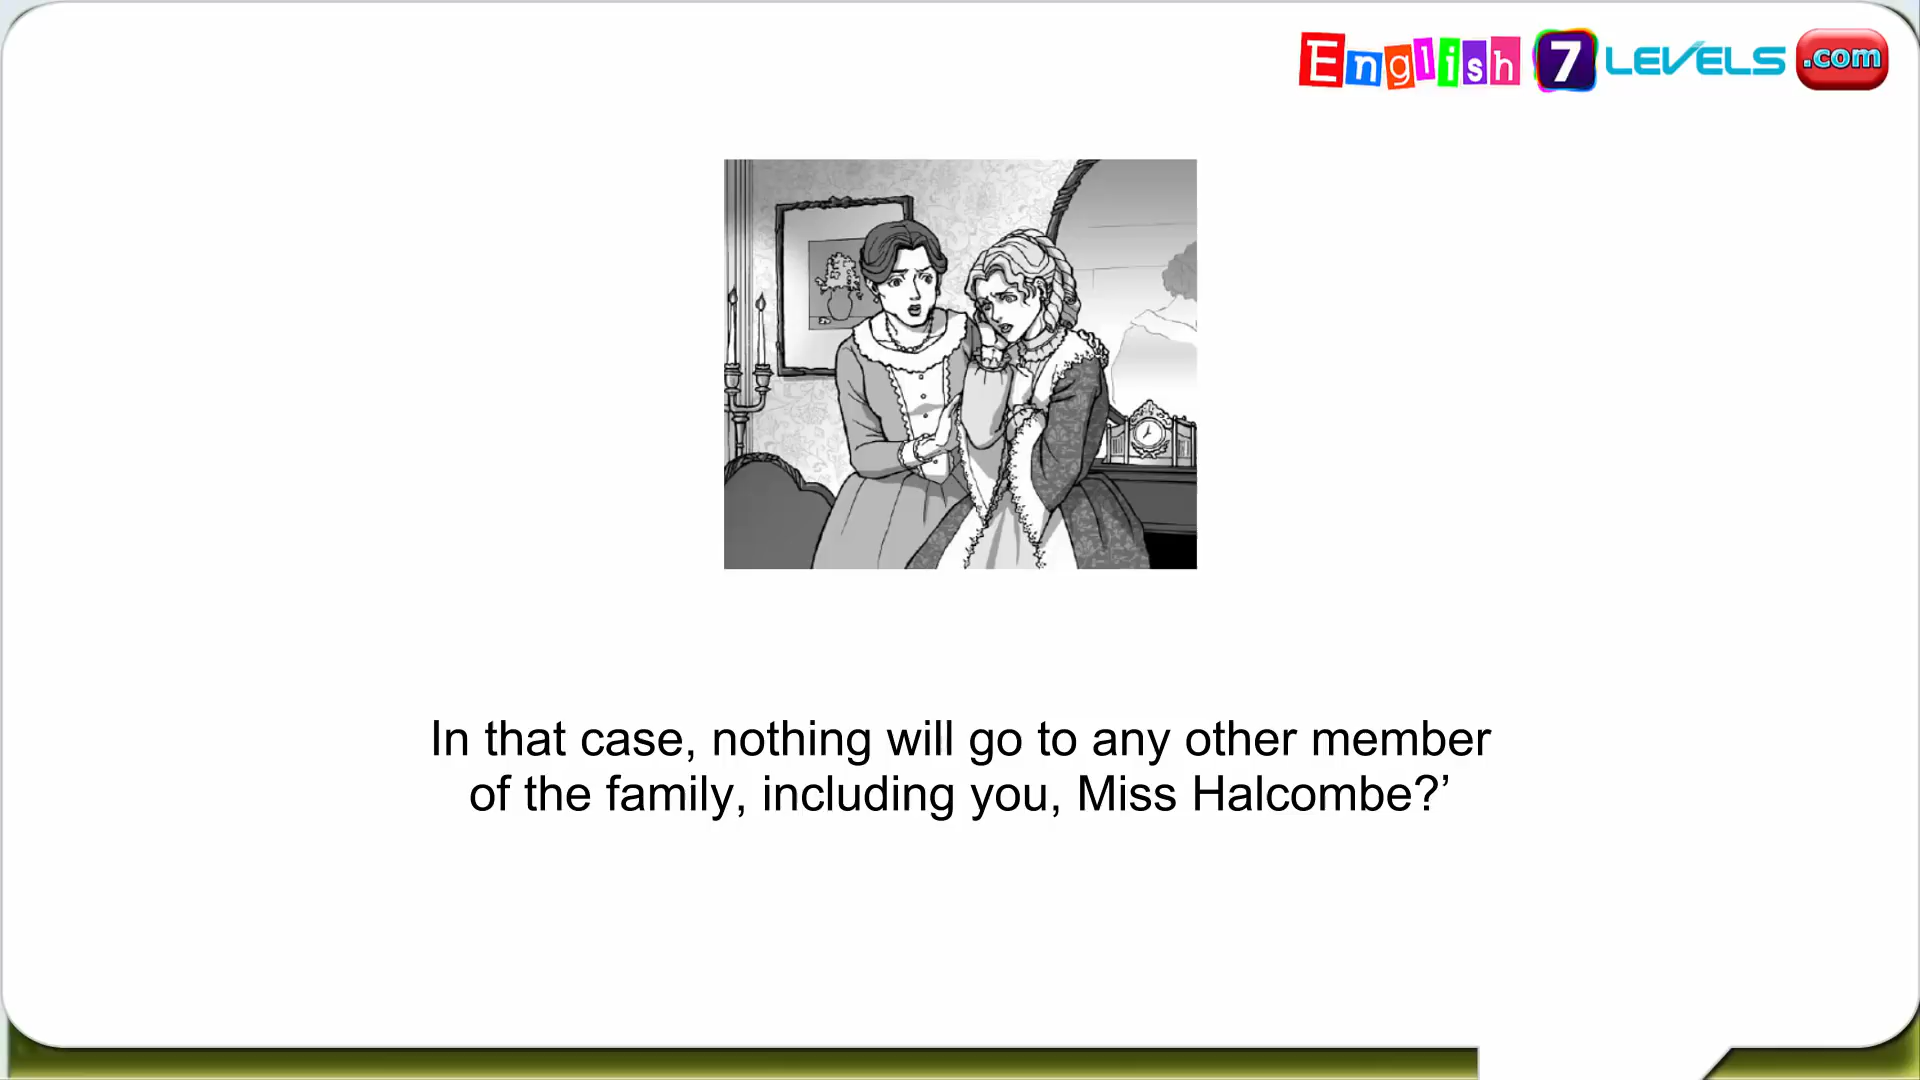 English 7 LEVELS .com
In that case, nothing will go to any other member
of the family, including you, Miss Halcombe?’